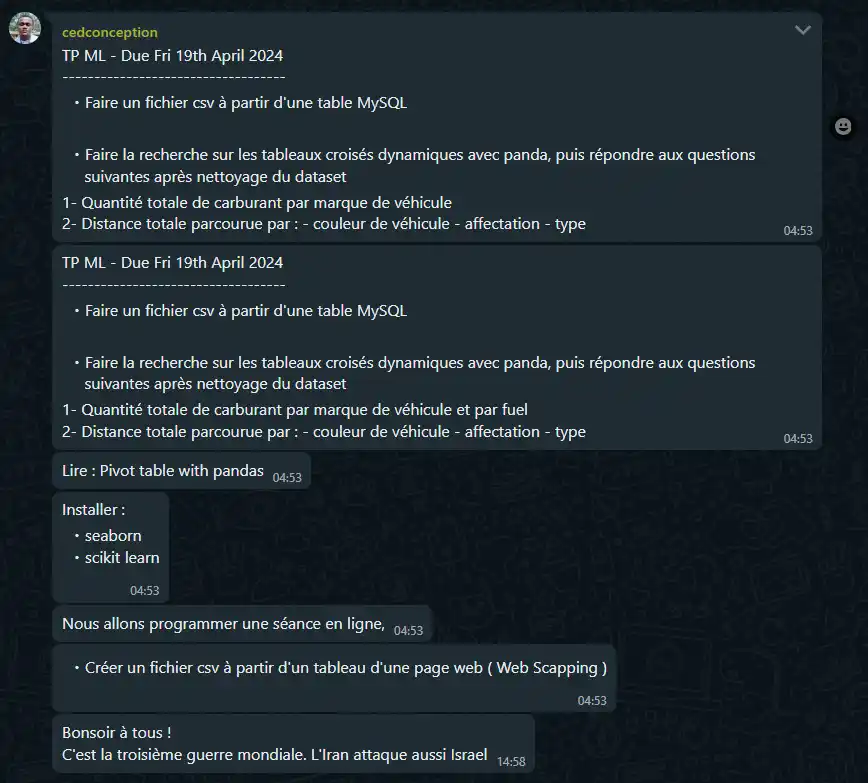 cedconception
TP ML - Due Fri 19th April 2024
-----------------------------------
• Faire un fichier csv à partir d'une table MySQL
• Faire la recherche sur les tableaux croisés dynamiques avec panda, puis répondre aux questions
suivantes après nettoyage du dataset
1- Quantité totale de carburant par marque de véhicule
2- Distance totale parcourue par : - couleur de véhicule - affectation - type
04:53
TP ML - Due Fri 19th April 2024
-----------------------------------
• Faire un fichier csv à partir d'une table MySQL
• Faire la recherche sur les tableaux croisés dynamiques avec panda, puis répondre aux questions
suivantes après nettoyage du dataset
1- Quantité totale de carburant par marque de véhicule et par fuel
2- Distance totale parcourue par : - couleur de véhicule - affectation - type
04:53
Lire : Pivot table with pandas 04:53
Installer :
• seaborn
• scikit learn
04:53
Nous allons programmer une séance en ligne, 04:53
• Créer un fichier csv à partir d'un tableau d'une page web ( Web Scapping )
04:53
Bonsoir à tous !
C'est la troisième guerre mondiale. L'Iran attaque aussi Israel 14:58